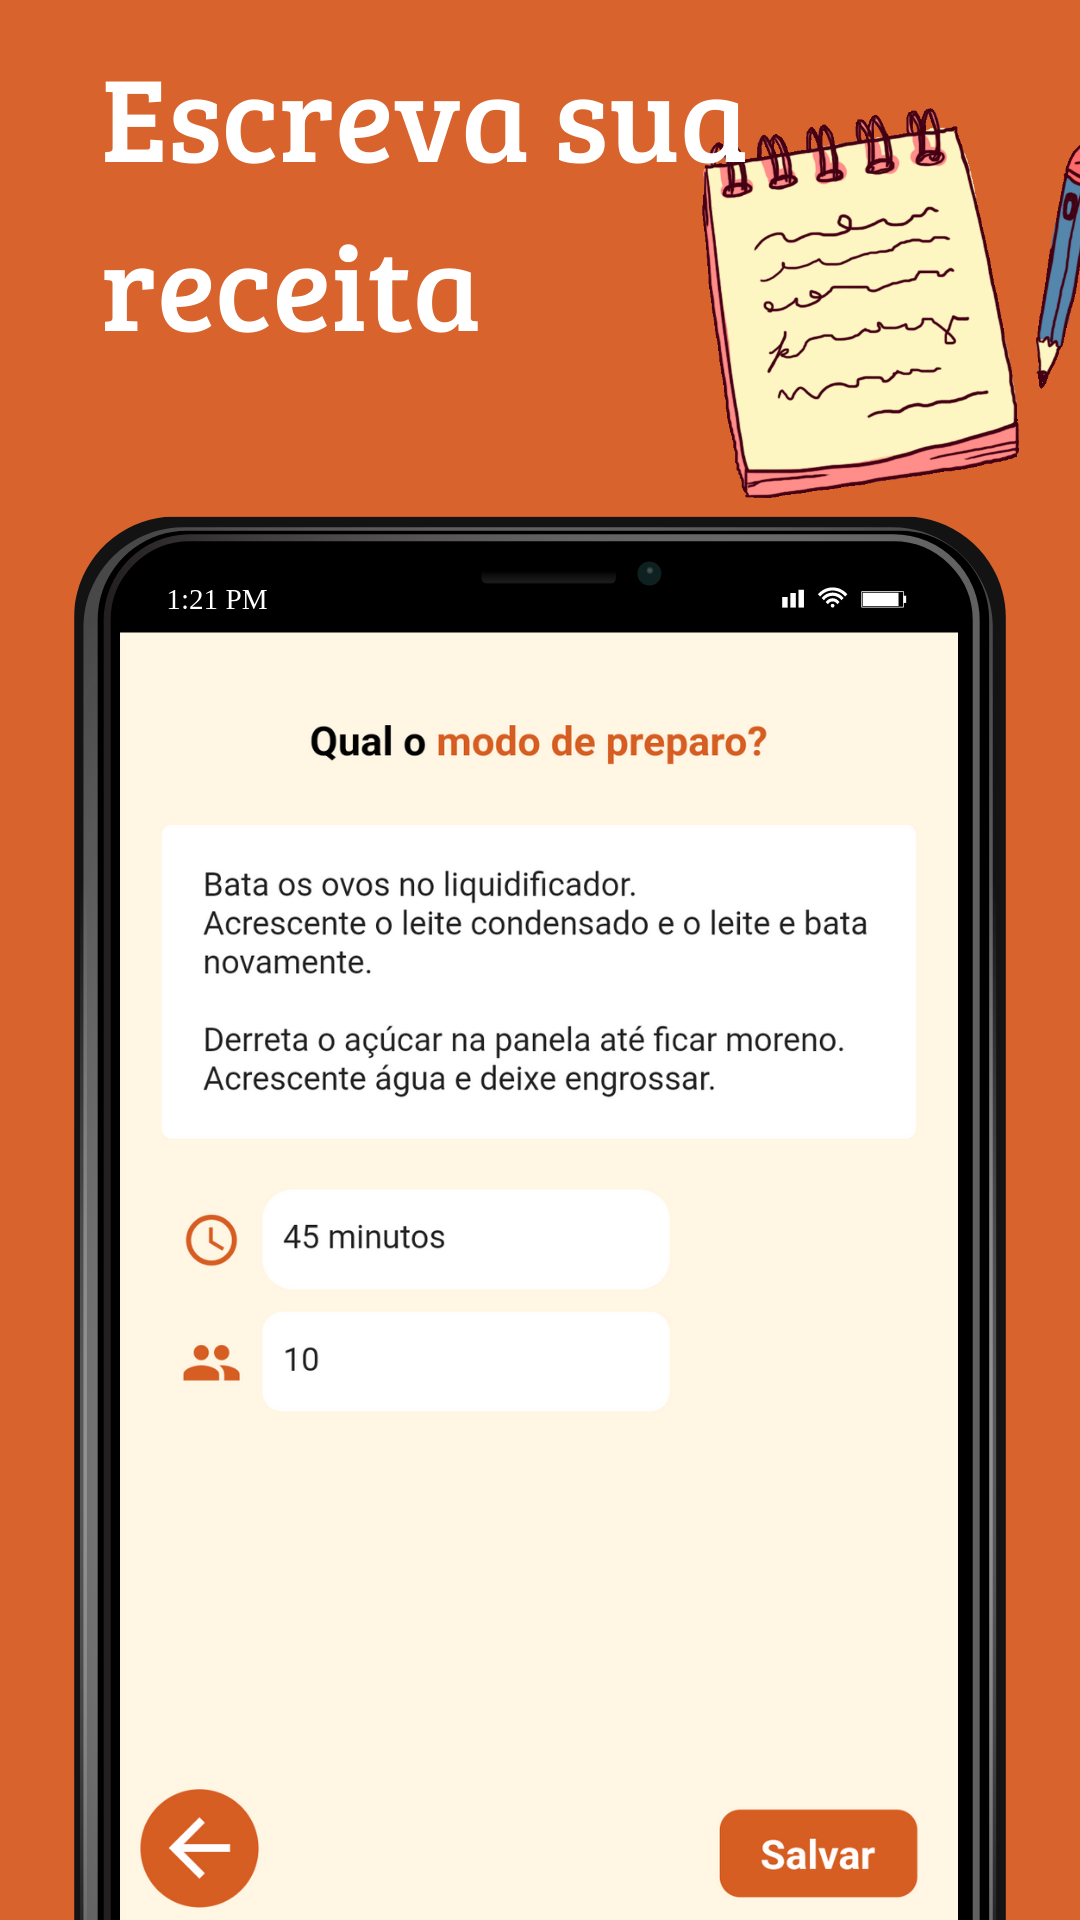 Escreva sua
receita
1:21 PM
Qual o modo de preparo?
Bata os ovos no liquidificador.
Acrescente o leite condensado e o leite e bata
novamente.
Derreta o açúcar na panela até ficar moreno.
Acrescente água e deixe engrossar.
45 minutos
10
Salvar